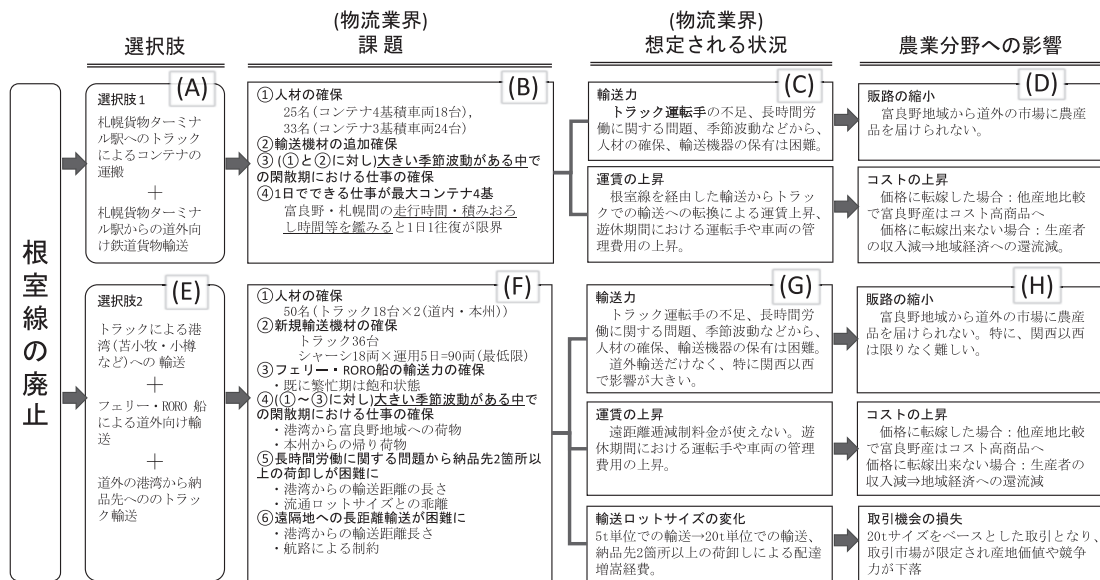 (物流業界)
(物流業界)
選択肢
課 題
想定される状況
農業分野への影響
根室線の廃止
(A)
選択肢1
札幌貨物ターミナ
ル駅へのトラック
によるコンテナの
運搬
+
札幌貨物ターミナ
ル駅からの道外向
け鉄道貨物輸送
(B)
①人材の確保
25名(コンテナ4基積車両18台),
33名(コンテナ3基積車両24台)
②輸送機材の追加確保
③ (①と②に対し)大きい季節波動がある中で
の閑散期における仕事の確保
④1日でできる仕事が最大コンテナ4基
富良野・札幌間の走行時間・積みおろ
し時間等を鑑みると1日1往復が限界
(C)
輸送力
トラック運転手の不足、長時間労
働に関する問題、季節波動などから、
人材の確保、輸送機器の保有は困難。
運賃の上昇
根室線を経由した輸送からトラッ
クでの輸送への転換による運賃上昇、
遊休期間における運転手や車両の管
理費用の上昇。
(D)
販路の縮小
富良野地域から道外の市場に農産
品を届けられない。
コストの上昇
価格に転嫁した場合：他産地比較
で富良野産はコスト高商品へ
価格に転嫁出来ない場合：生産者
の収入減⇒地域経済への還流減。
(E)
選択肢2
トラックによる港
湾(苫小牧・小樽
など)への 輸送
+
フェリー・RORO 船
による道外向け輸
送
+
道外の港湾から納
品先へののトラッ
ク輸送
(F)
①人材の確保
50名(トラック18台×2(道内・本州))
②新規輸送機材の確保
トラック36台
シャーシ18両×運用5日=90両(最低限)
③フェリー・RORO船の輸送力の確保
・既に繁忙期は飽和状態
④(①～③に対し)大きい季節波動がある中で
の閑散期における仕事の確保
・港湾から富良野地域への荷物
・本州からの帰り荷物
⑤長時間労働に関する問題から納品先2箇所以
上の荷卸しが困難に
・港湾からの輸送距離の長さ
・流通ロットサイズとの乖離
⑥遠隔地への長距離輸送が困難に
・港湾からの輸送距離長さ
・航路による制約
(G)
輸送力
トラック運転手の不足、長時間労
働に関する問題、季節波動などから、
人材の確保、輸送機器の保有は困難。
道外輸送だけなく、特に関西以西
で影響が大きい。
運賃の上昇
遠距離逓減制料金が使えない。遊
休期間における運転手や車両の管理
費用の上昇。
輸送ロットサイズの変化
5t単位での輸送→20t単位での輸送、
納品先2箇所以上の荷卸しによる配達
増嵩経費。
(H)
販路の縮小
富良野地域から道外の市場に農産
品を届けられない。特に、関西以西
は限りなく難しい。
コストの上昇
価格に転嫁した場合：他産地比較
で富良野産はコスト高商品へ
価格に転嫁出来ない場合：生産者の
収入減⇒地域経済への還流減
取引機会の損失
20tサイズをベースとした取引となり、
取引市場が限定され産地価値や競争
力が下落